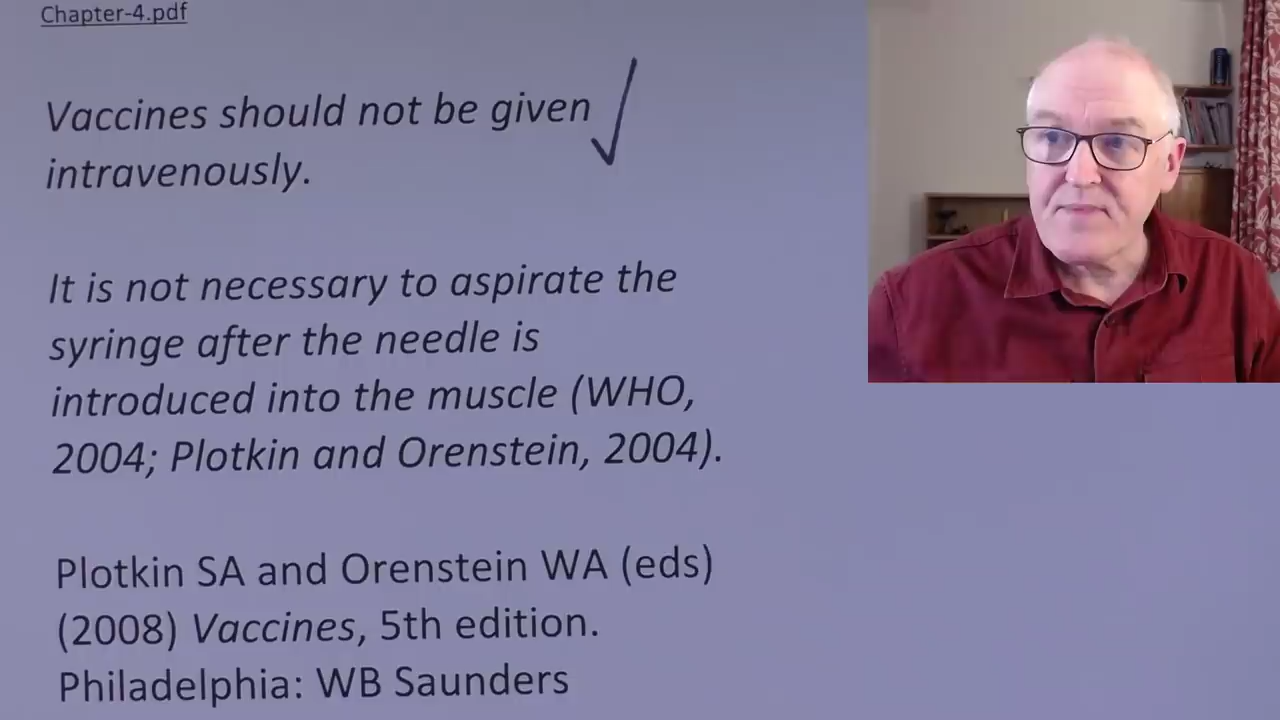 Chapter-4.pdf
Vaccines should not be given
intravenously.
It is not necessary to aspirate the
syringe after the needle is
introduced into the muscle (WHO,
2004; Plotkin and Orenstein, 2004).
Plotkin SA and Orenstein WA (eds)
(2008) Vaccines, 5th edition.
Philadelphia: WB Saunders